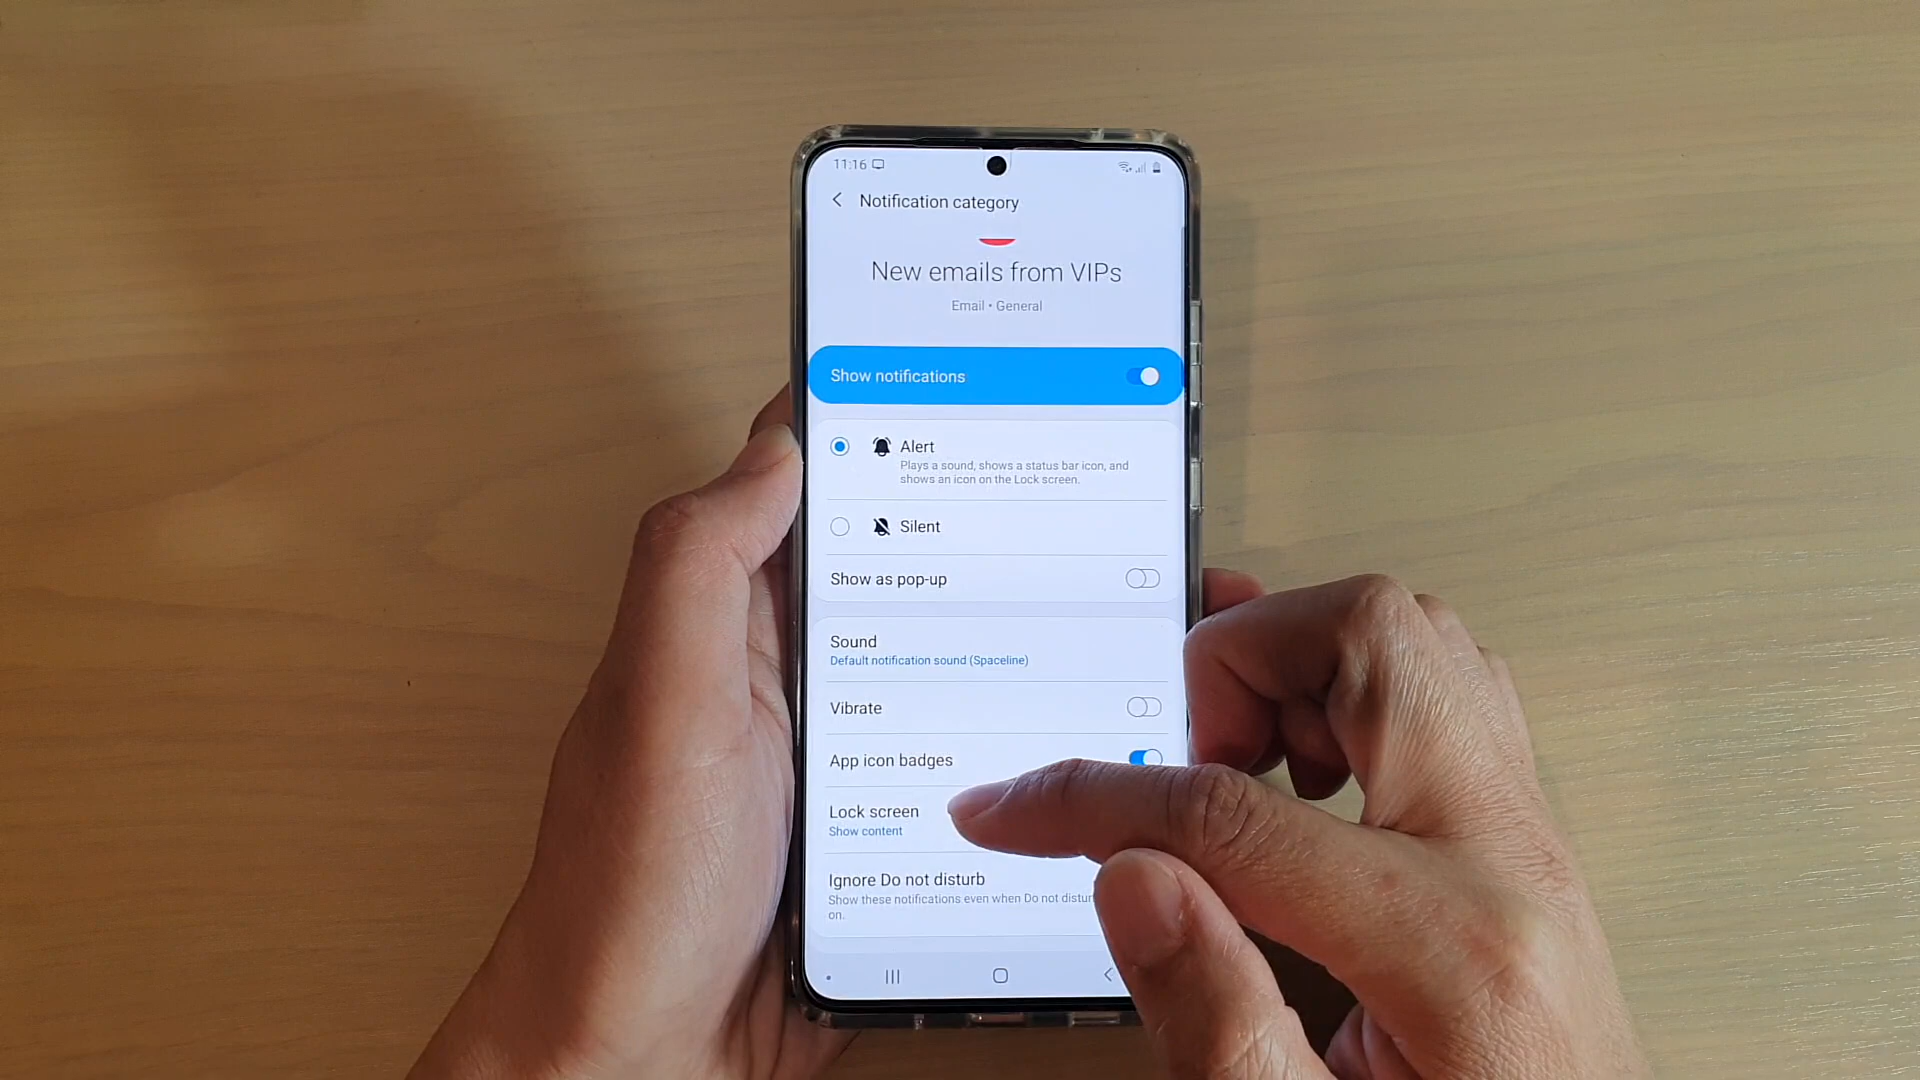 11:16
Notification category
New emails from VIPs
Email • General
Show notifications
Alert
Plays a sound, shows a status bar icon, and
shows an icon on the Lock screen.
Silent
Show as pop-up
Sound
Default notification sound (Spaceline)
Vibrate
App icon badges
Lock screen
Show content
Ignore Do not disturb
Show these notifications even when Do not
on.